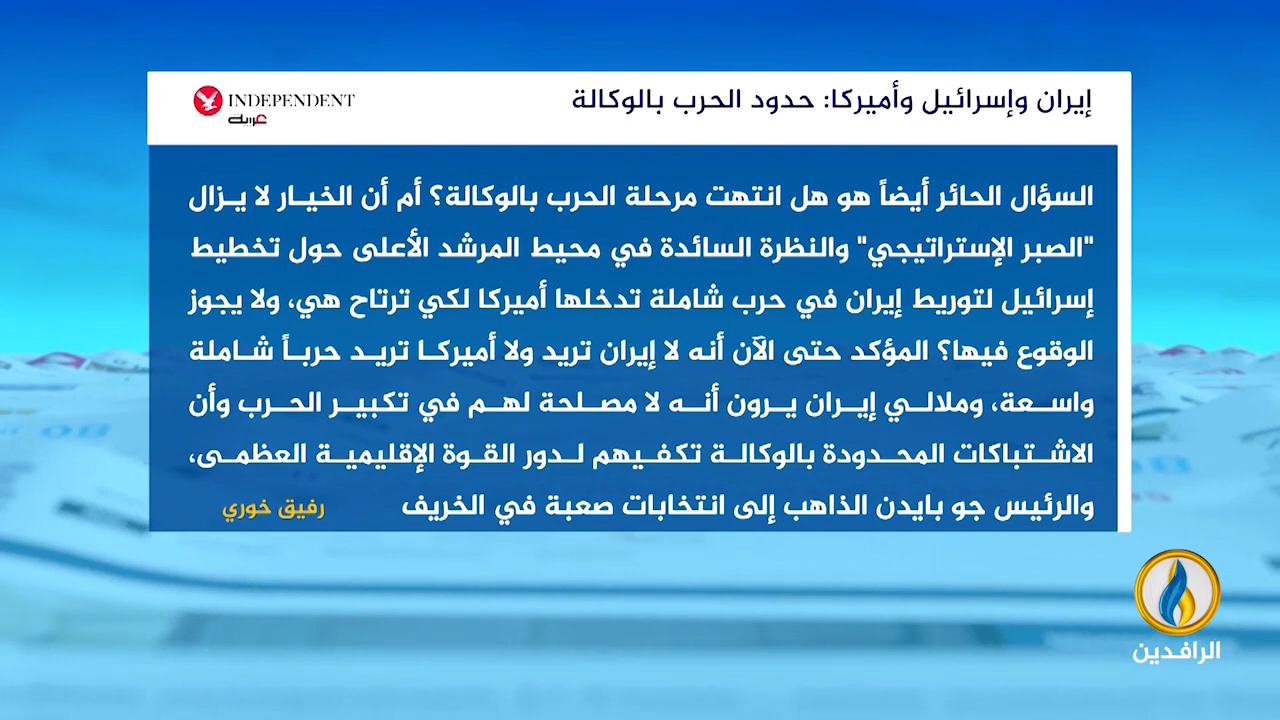 إيران وإسرائيل وأميركا: حدود الحرب بالوكالة
INDEPENDENT
عربية
السؤال الحائر أيضاً هو هل انتهت مرحلة الحرب بالوكالة؟ أم أن الخيار لا يزال
"الصبر الإستراتيجي" والنظرة السائدة في محيط المرشد الأعلى حول تخطيط
إسرائيل لتوريط إيران في حرب شاملة تدخلها أميركا لكي ترتاح هي، ولا يجوز
الوقوع فيها؟ المؤكد حتى الآن أنه لا إيران تريد ولا أميركا تريد حرباً شاملة
واسعة، وملالي إيران يرون أنه لا مصلحة لهم في تكبير الحرب وأن
الاشتباكات المحدودة بالوكالة تكفيهم لدور القوة الإقليمية العظمى،
والرئيس جو بايدن الذاهب إلى انتخابات صعبة في الخريف
رفيق خوري
الرافدين